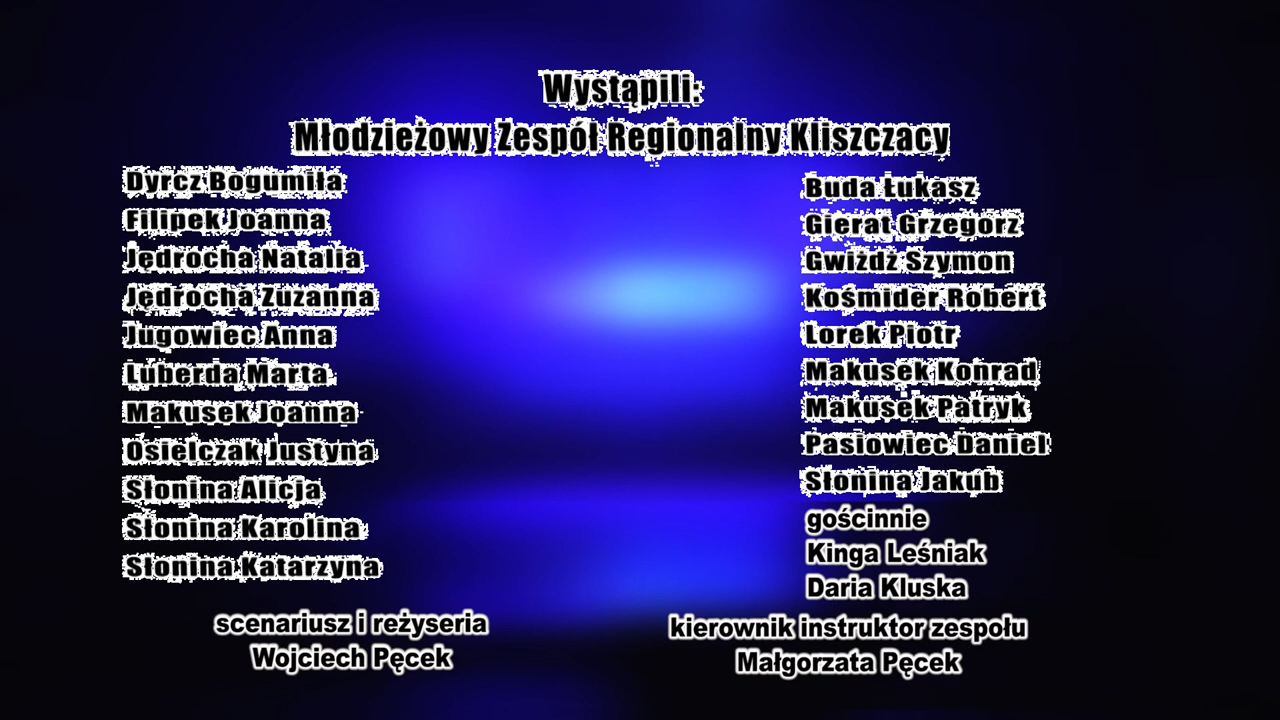 Wystąpili:
Młodzieżowy Zespół Regionalny Kliszczacy
Dyrcz Bogumiła
Filipek Joanna
Jędrocha Natalia
Jędrocha Zuzanna
Jugowiec Anna
Luberda Marta
Makusek Joanna
Osielczak Justyna
Słonina Alicja
Słonina Karolina
Słonina Katarzyna
Buda Łukasz
Gierat Grzegorz
Gwiżdż Szymon
Kośmider Robert
Lorek Piotr
Makusek Konrad
Makusek Patryk
Pasiowiec Daniel
Słonina Jakub
gościnnie
Kinga Leśniak
Daria Kluska
scenariusz i reżyseria
Wojciech Pęcek
kierownik instruktor zespołu
Małgorzata Pęcek